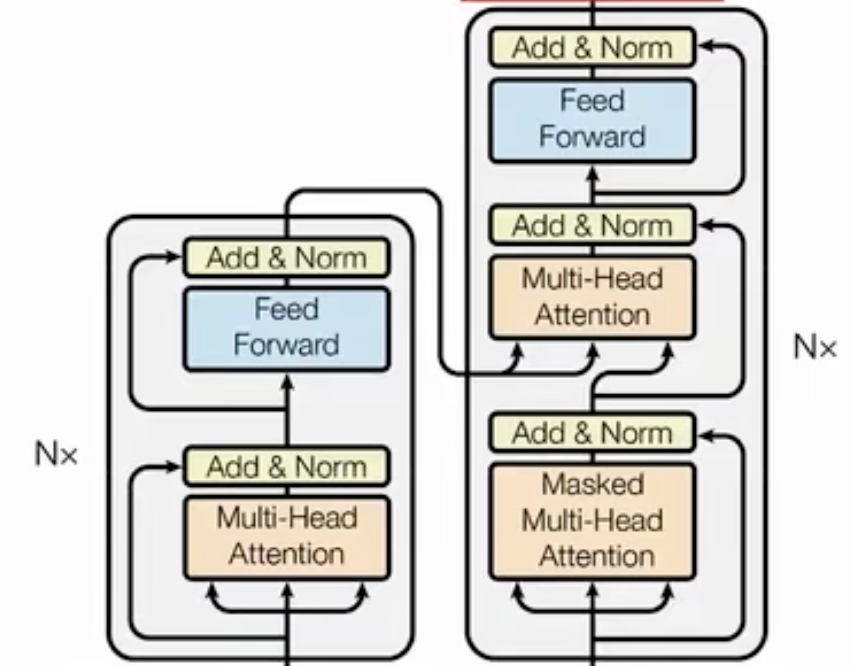 Add & Norm
Feed
Forward
Add & Norm
Multi-Head
Attention
Nx
Add & Norm
Feed
Forward
Add & Norm
Multi-Head
Attention
Nx
Add & Norm
Masked
Multi-Head
Attention